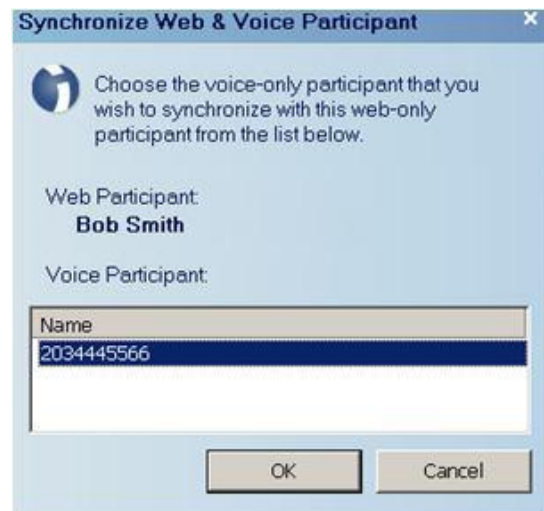 Synchronize Web & Voice Participant
Choose the voice-only participant that you
wish to synchronize with this web-only
participant from the list below.
Web Participant:
Bob Smith
Voice Participant:
Name
2034445566
OK
Cancel